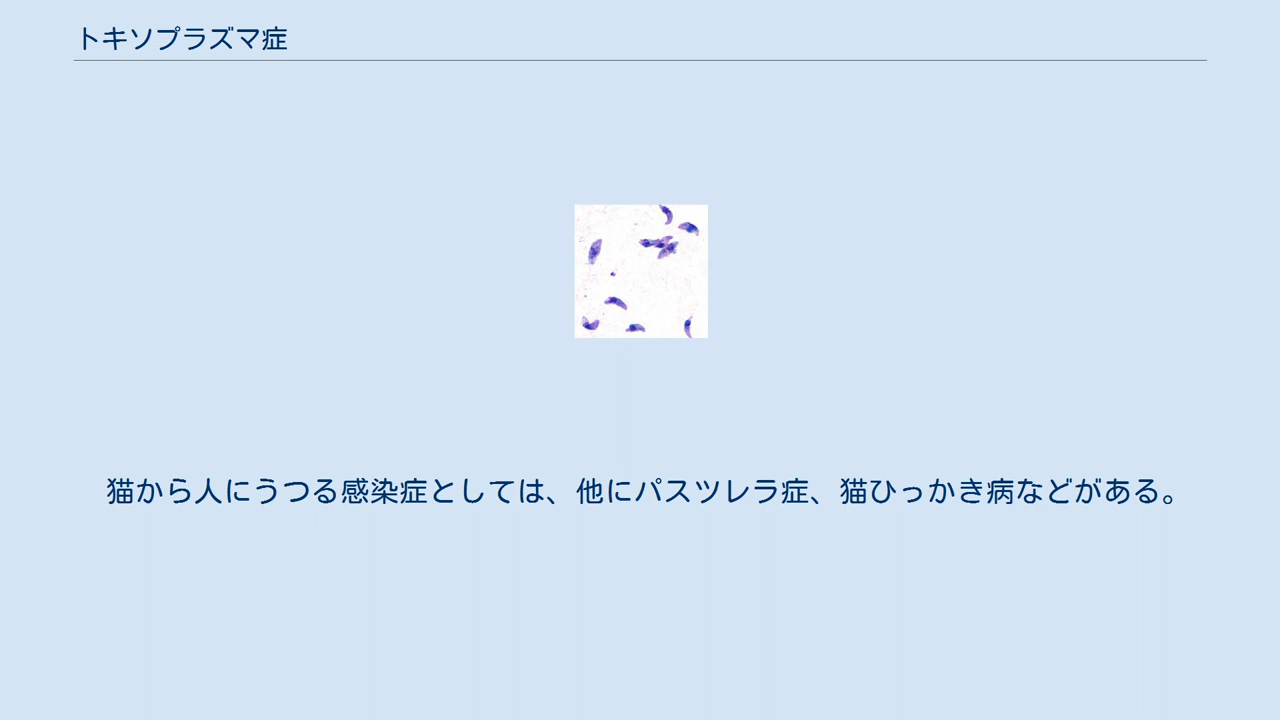 トキソプラズマ症
猫から人にうつる感染症としては、他にパスツレラ症、猫ひっかき病などがある。